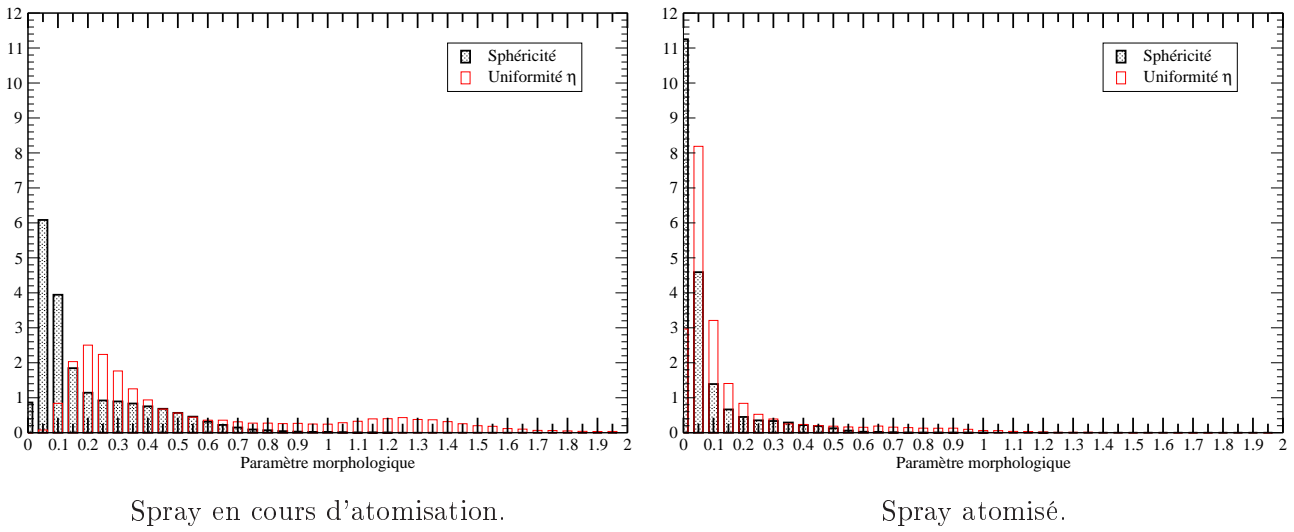 12
11
10
9
8
7
6
5
4
3
2
1
0
Sphéricité
Uniformité η
0 0.1 0.2 0.3 0.4 0.5 0.6 0.7 0.8 0.9 1 1.1 1.2 1.3 1.4 1.5 1.6 1.7 1.8 1.9 2
Paramètre morphologique
Spray en cours d'atomisation.
12
11
10
9
8
7
6
5
4
3
2
1
0
Sphéricité
Uniformité η
0 0.1 0.2 0.3 0.4 0.5 0.6 0.7 0.8 0.9 1 1.1 1.2 1.3 1.4 1.5 1.6 1.7 1.8 1.9 2
Paramètre morphologique
Spray atomisé.